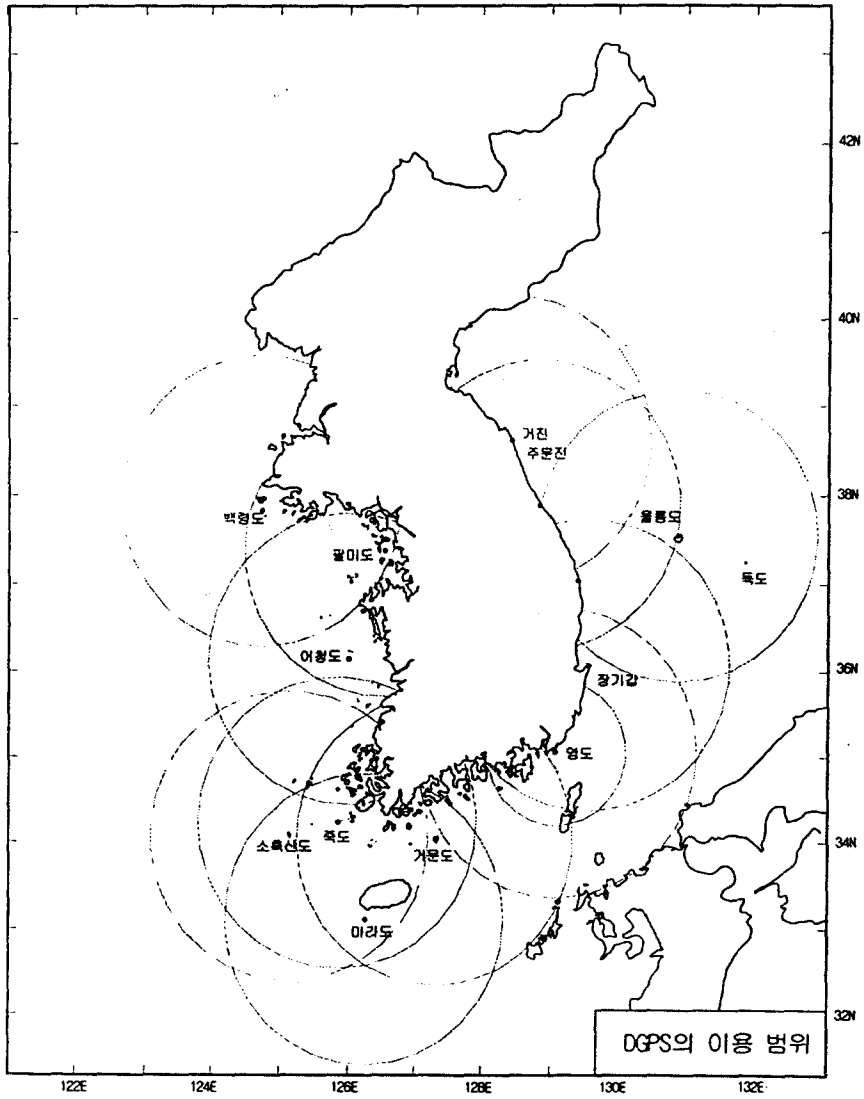 42N
40N
거진
주문진
38N
백령도
울릉도
팔미도
독도
어청도
36N
장기갑
영도
소흑산도
죽도
거문도
34N
마라도
32N
DGPS의 이용 범위
122E
124E
126E
128E
130E
132E